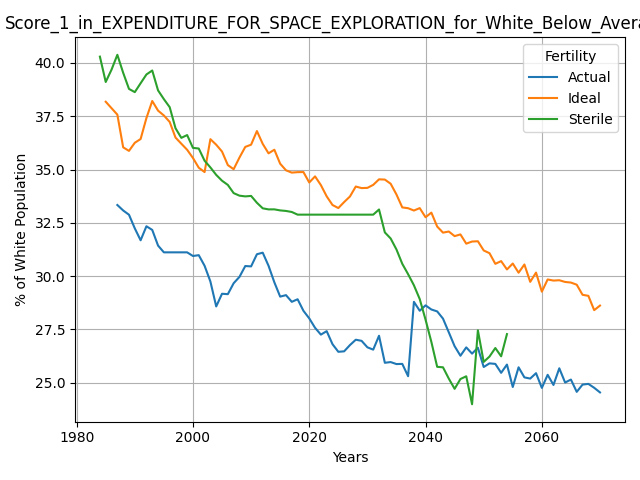 Score_1_in_EXPENDITURE_FOR_SPACE_EXPLORATION_for_White_Below_Avera
Fertility
Actual
Ideal
Sterile
% of White Population
40.0
37.5
35.0
32.5
30.0
27.5
25.0
1980
2000
2020
2040
2060
Years